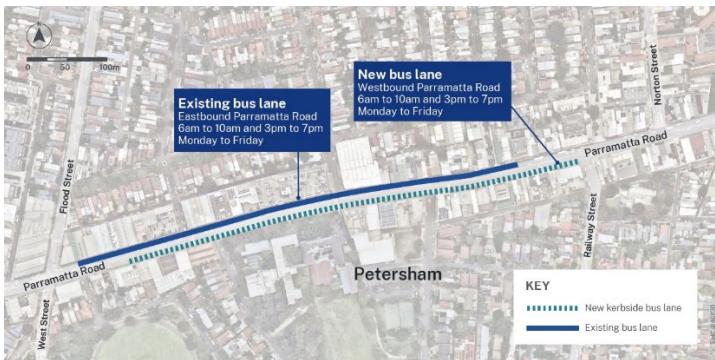 N
0 50 100m
Existing bus lane
Eastbound Parramatta Road
6am to 10am and 3pm to 7pm
Monday to Friday
New bus lane
Westbound Parramatta Road
6am to 10am and 3pm to 7pm
Monday to Friday
Norton Street
Parramatta Road
Flood Street
Railway Street
Parramatta Road
West Street
Petersham
KEY
New kerbside bus lane
Existing bus lane